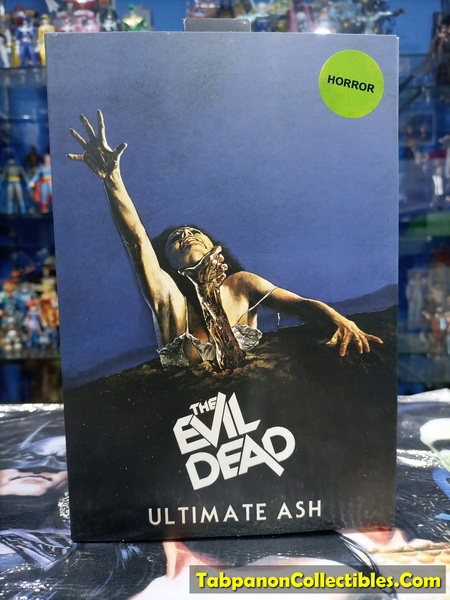 HORROR
THE
EVIL
DEAD
ULTIMATE ASH
TabpanonCollectibles.Com